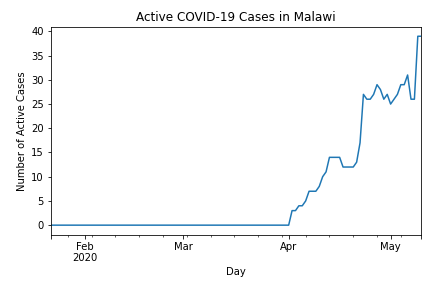 Active COVID-19 Cases in Malawi
Number of Active Cases
40
35
30
25
20
15
10
5
0
Feb
2020
Mar
Apr
May
Day